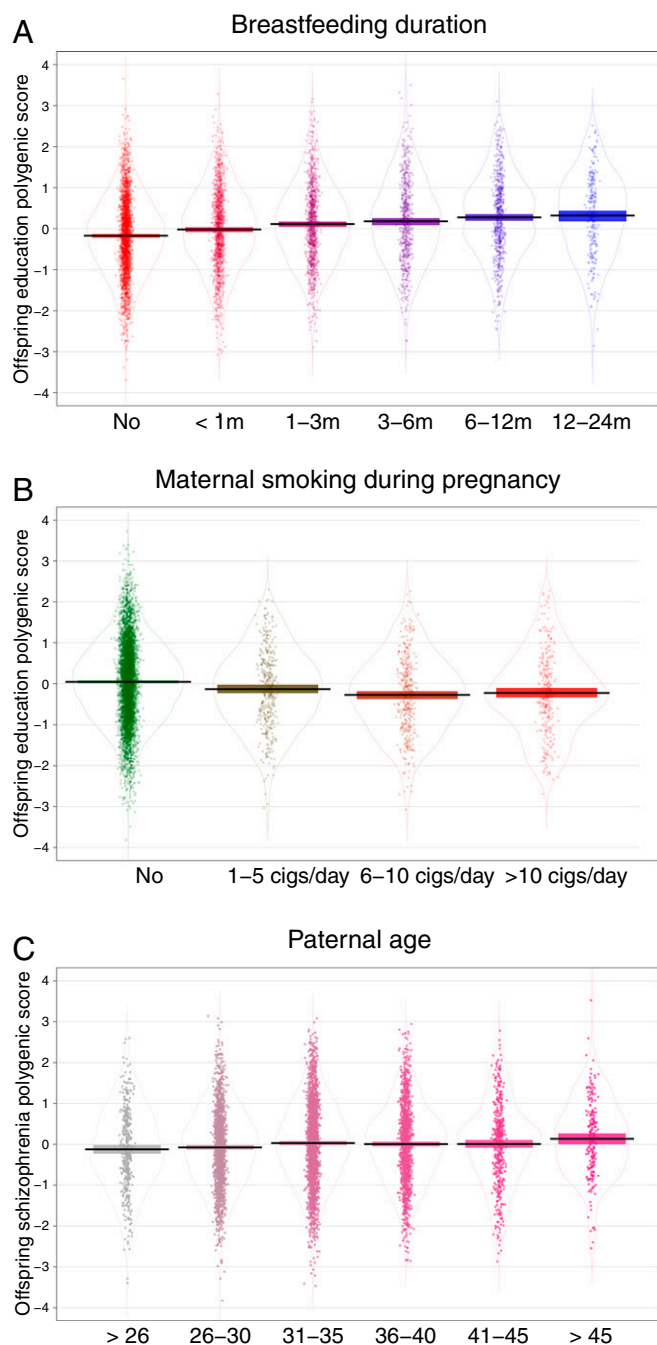 A
Breastfeeding duration
Offspring education polygenic score
4
3
2
1
0
−1
−2
−3
−4
No
< 1m
1−3m
3−6m
6−12m
12−24m
B
Maternal smoking during pregnancy
Offspring education polygenic score
4
3
2
1
0
−1
−2
−3
−4
No
1−5 cigs/day
6−10 cigs/day
>10 cigs/day
C
Paternal age
Offspring schizophrenia polygenic score
4
3
2
1
0
−1
−2
−3
−4
> 26
26−30
31−35
36−40
41−45
> 45